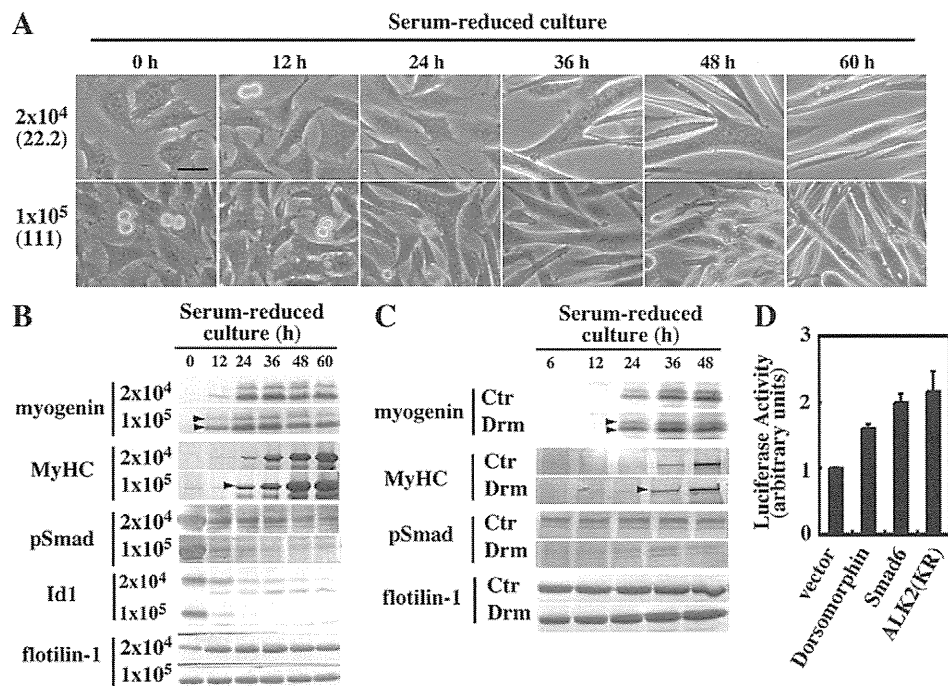 A
Serum-reduced culture
0 h 12 h 24 h 36 h 48 h 60 h
2x10⁴
(22.2)
1x10⁵
(111)
B
Serum-reduced
culture (h)
0 12 24 36 48 60
myogenin
2x10⁴
1x10⁵
MyHC
2x10⁴
1x10⁵
pSmad
2x10⁴
1x10⁵
Id1
2x10⁴
1x10⁵
flotilin-1
2x10⁴
1x10⁵
C
Serum-reduced
culture (h)
6 12 24 36 48
myogenin
Ctr
Drm
MyHC
Ctr
Drm
pSmad
Ctr
Drm
flotilin-1
Ctr
Drm
D
Luciferase Activity
(arbitrary units)
3
2
1
0
vector
Dorsomorphin
Smad6
ALK2(KR)